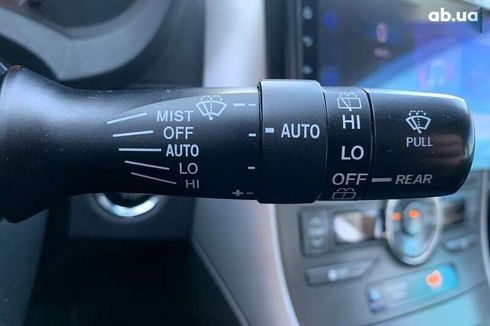 ab.ua
MIST
OFF
AUTO
LO
HI
- +
AUTO
HI
LO
OFF
REAR
PULL